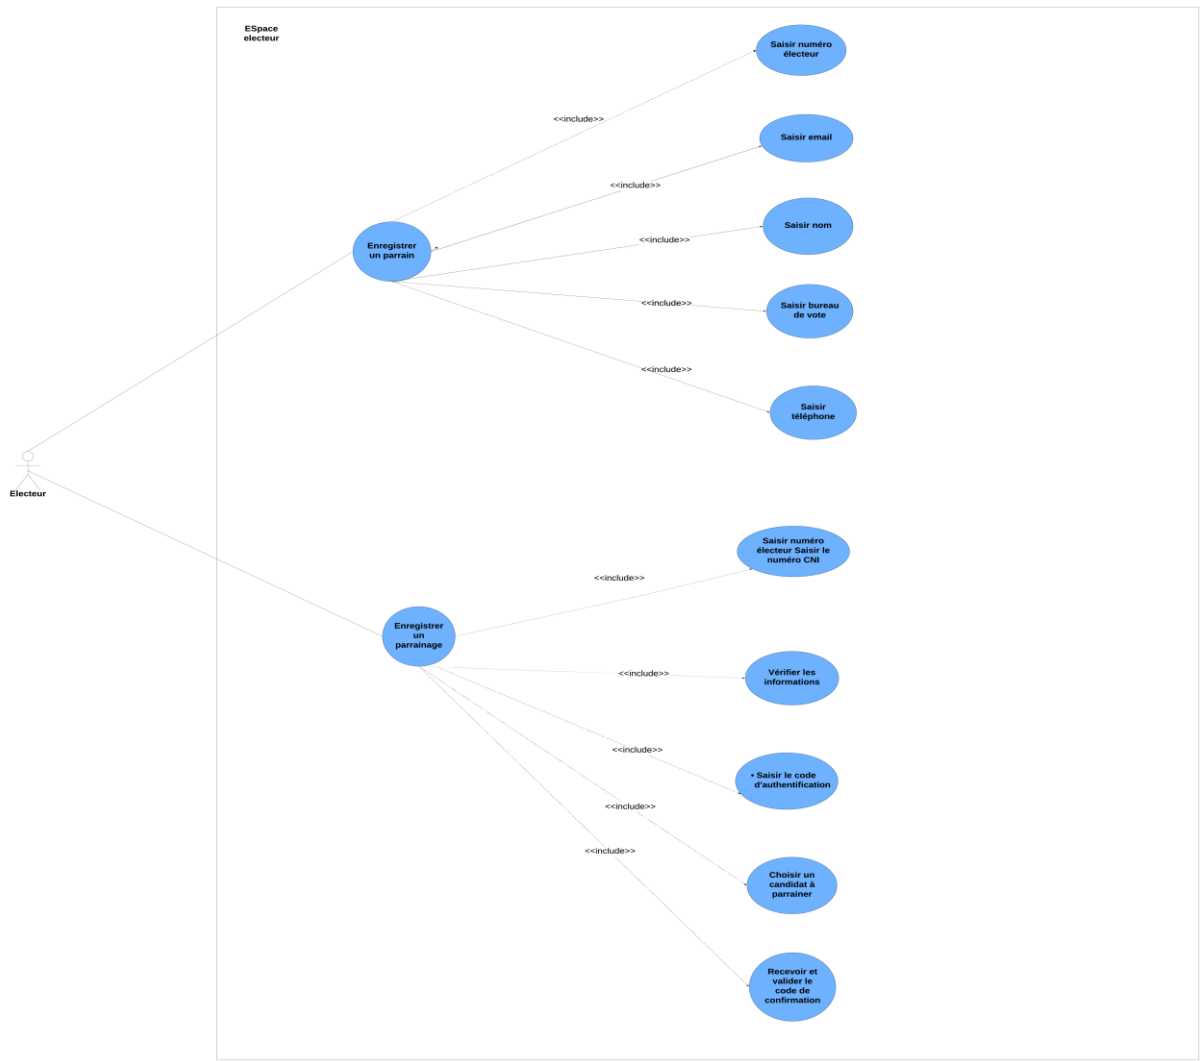 ESpace
electeur
Saisir numéro
électeur
<<include>>
Saisir email
<<include>>
Saisir nom
<<include>>
Enregistrer
un parrain
Saisir bureau
de vote
<<include>>
<<include>>
Saisir
téléphone
Electeur
Saisir numéro
électeur Saisir le
numéro CNI
<<include>>
Enregistrer
un
parrainage
Vérifier les
informations
<<include>>
<<include>>
• Saisir le code
d'authentification
<<include>>
<<include>>
Choisir un
candidat à
parrainer
Recevoir et
valider le
code de
confirmation